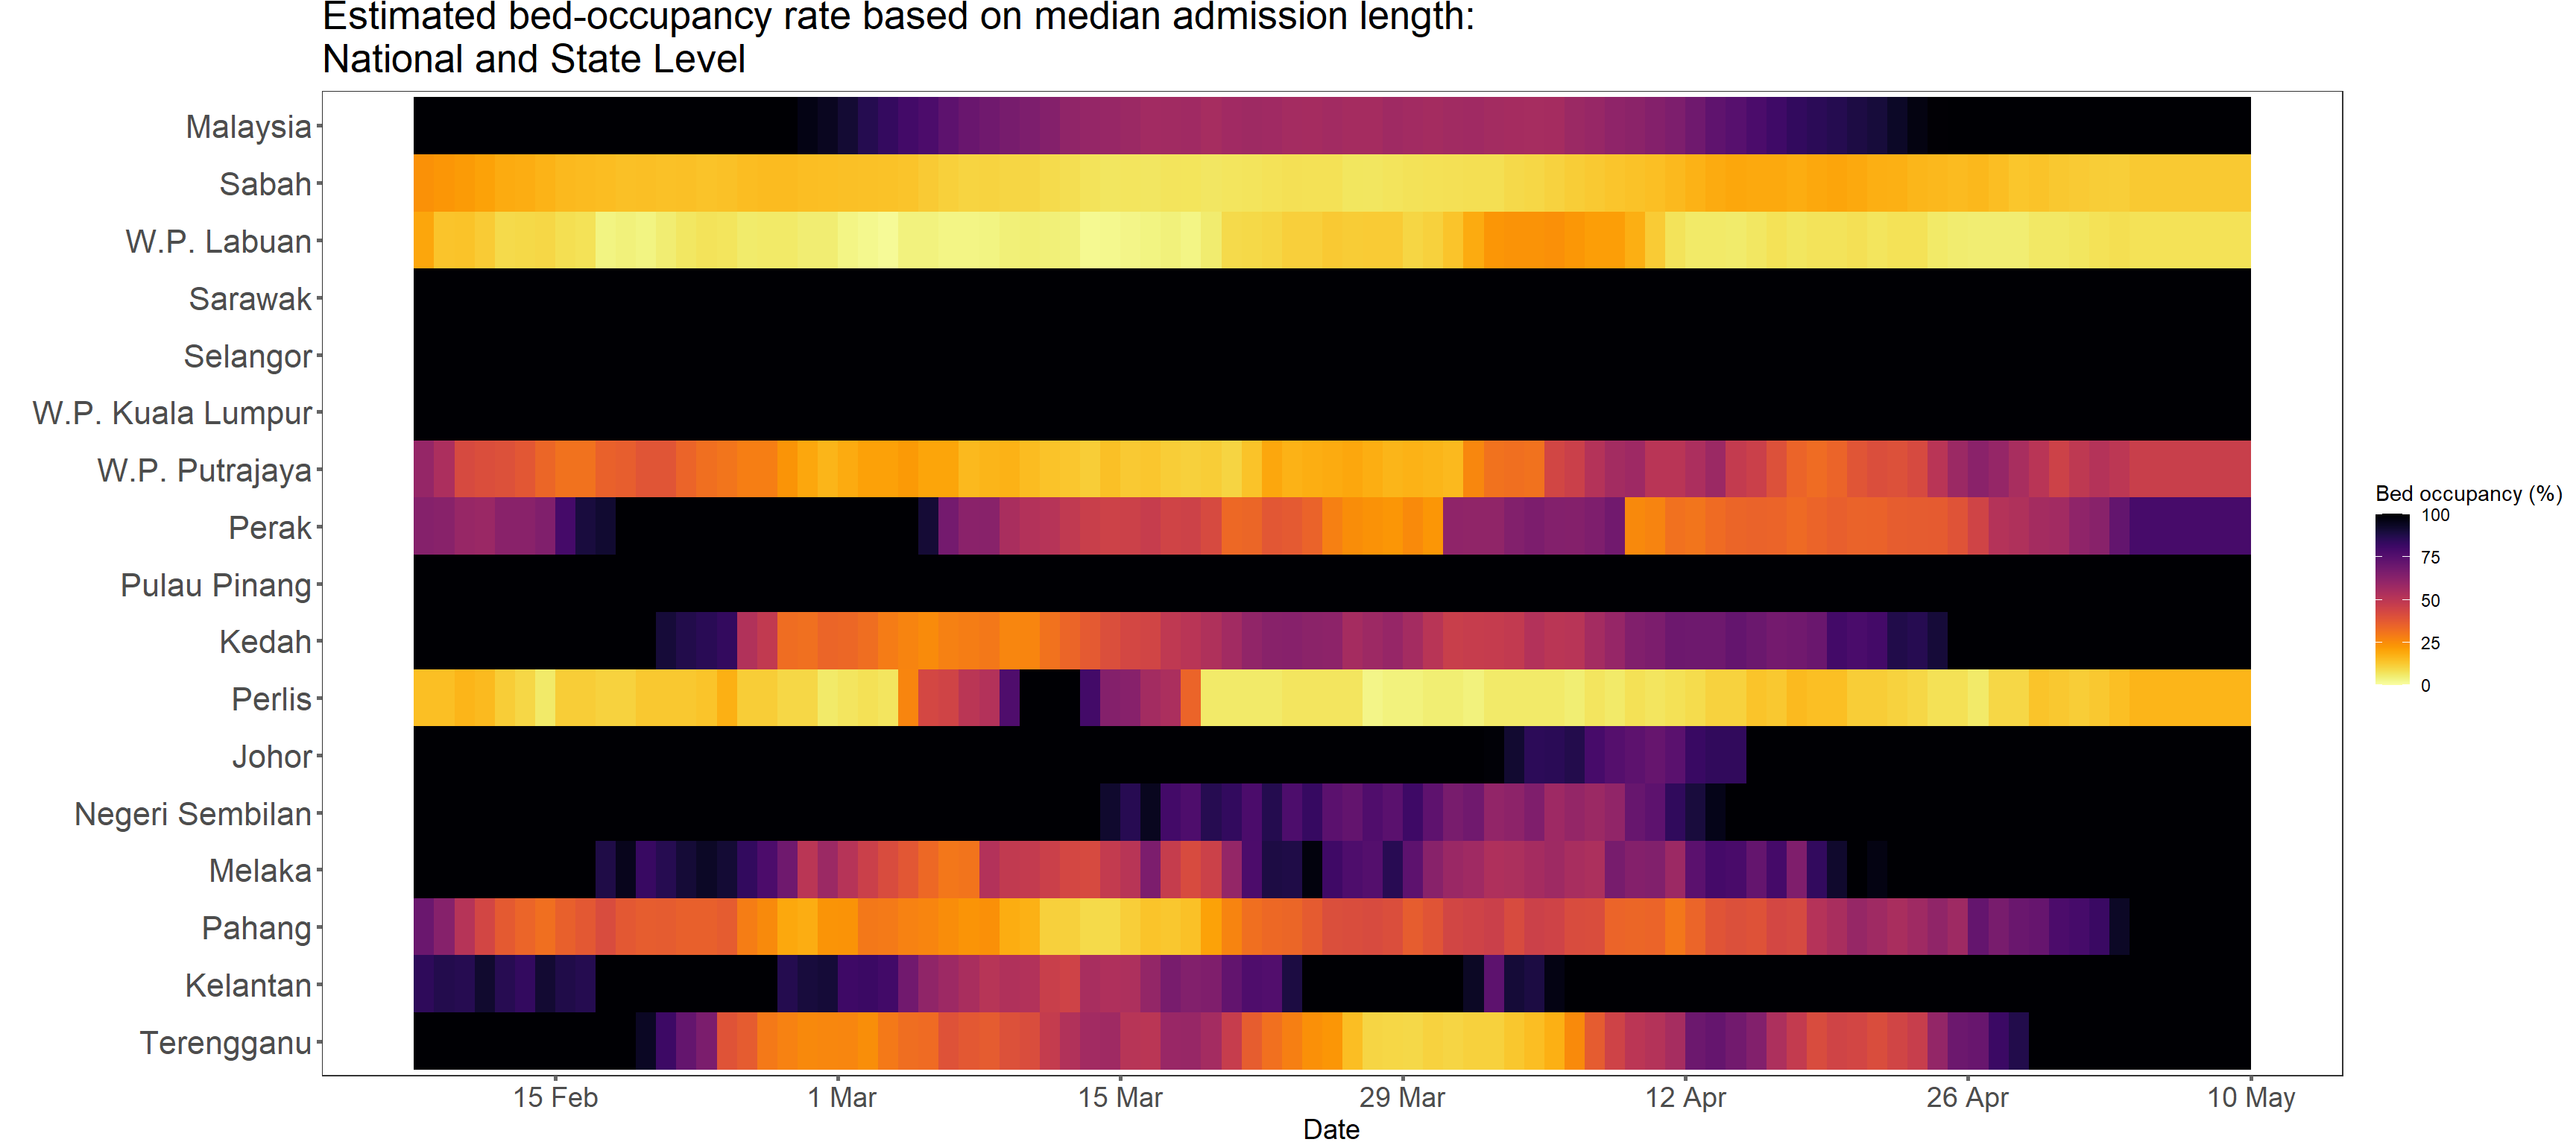 Estimated bed-occupancy rate based on median admission length:
National and State Level
Malaysia
Sabah
W.P. Labuan
Sarawak
Selangor
W.P. Kuala Lumpur
W.P. Putrajaya
Perak
Pulau Pinang
Kedah
Perlis
Johor
Negeri Sembilan
Melaka
Pahang
Kelantan
Terengganu
15 Feb
1 Mar
15 Mar
29 Mar
12 Apr
26 Apr
10 May
Date
Bed occupancy (%)
100
75
50
25
0